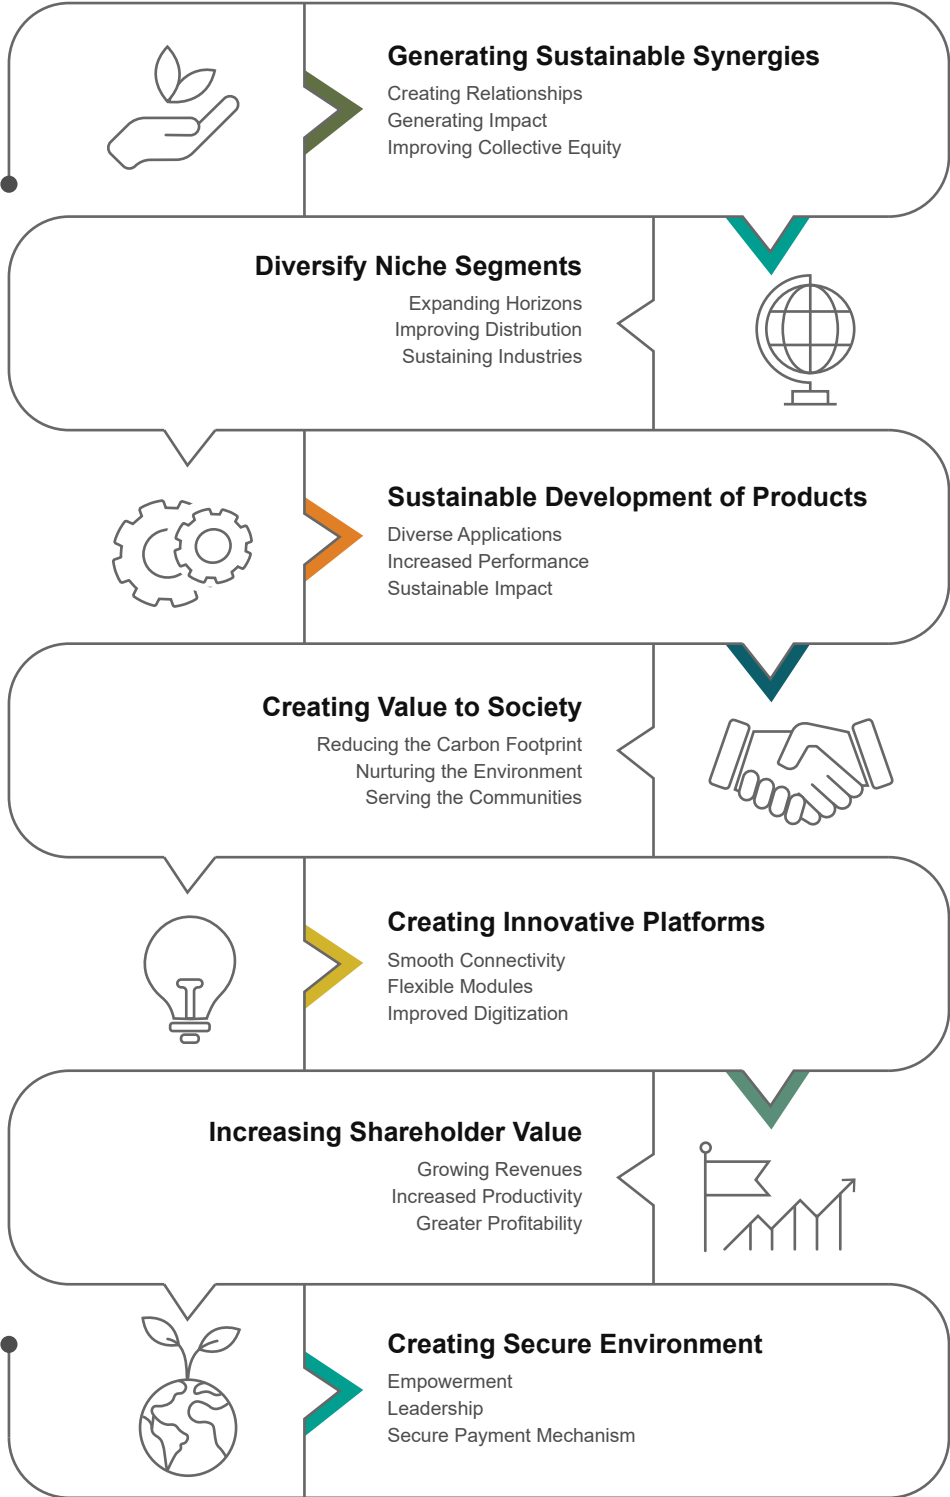 Generating Sustainable Synergies
Creating Relationships
Generating Impact
Improving Collective Equity
Diversify Niche Segments
Expanding Horizons
Improving Distribution
Sustaining Industries
Sustainable Development of Products
Diverse Applications
Increased Performance
Sustainable Impact
Creating Value to Society
Reducing the Carbon Footprint
Nurturing the Environment
Serving the Communities
Creating Innovative Platforms
Smooth Connectivity
Flexible Modules
Improved Digitization
Increasing Shareholder Value
Growing Revenues
Increased Productivity
Greater Profitability
Creating Secure Environment
Empowerment
Leadership
Secure Payment Mechanism